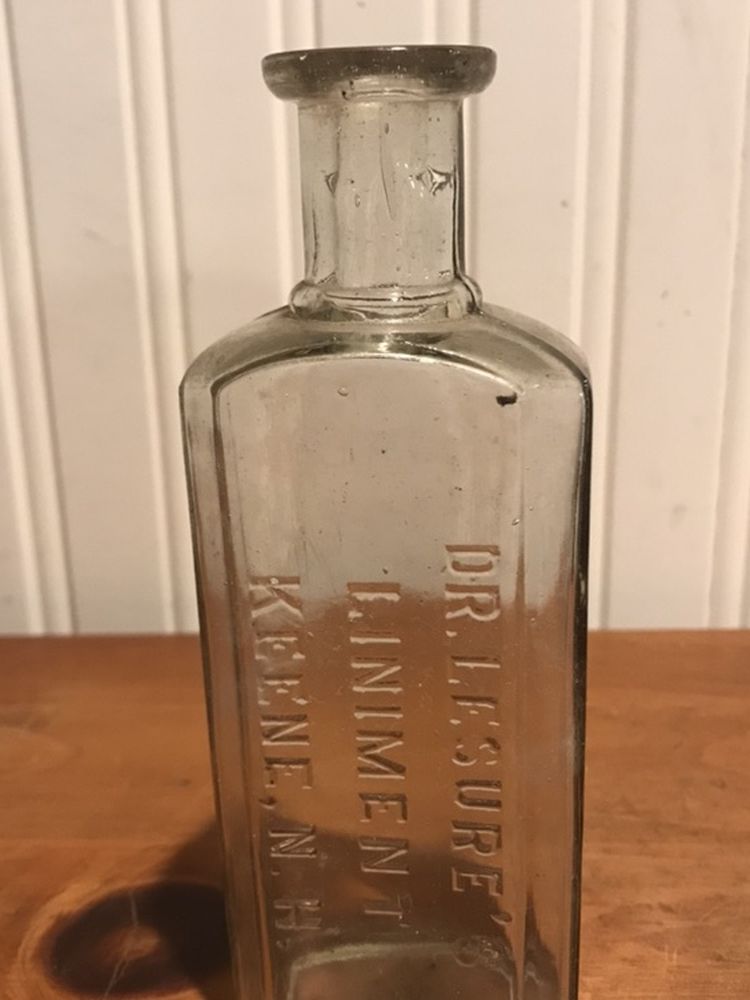 DR. LESURE'S
LINIMENT
KEENE, N.H.